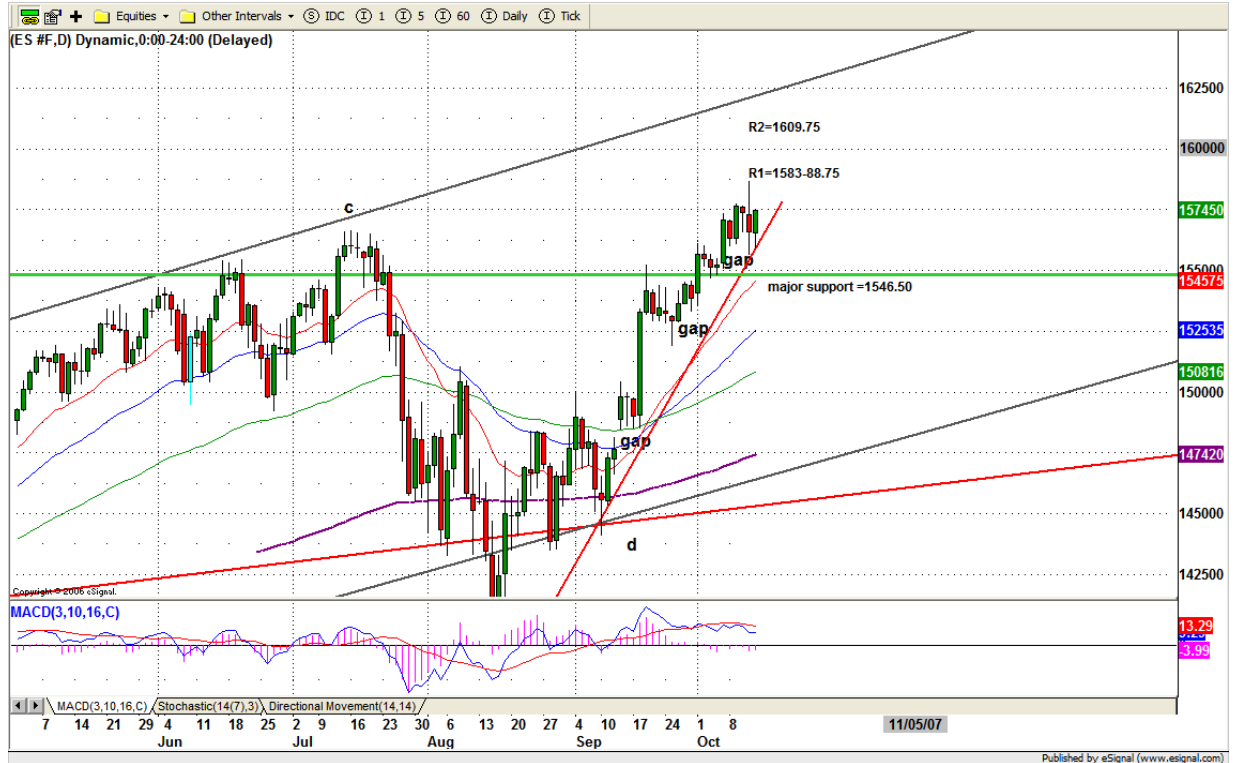 Equities Other Intervals S IDC I 1 I 5 I 60 I Daily I Tick
(ES #F,D) Dynamic,0:00-24:00 (Delayed)
162500
R2=1609.75
160000
R1=1583-88.75
c
157450
gap
155000
154575
major support =1546.50
gap
152535
150816
150000
gap
147420
145000
d
142500
Copyright © 2006 eSignal.
MACD(3,10,16,C)
13.29
-3.99
MACD(3,10,16,C) Stochastic(14(7),3) Directional Movement(14,14)
7 14 21 29 4 11 18 25 2 9 16 23 30 6 13 20 27 4 10 17 24 1 8 11/05/07
Jun Jul Aug Sep Oct
Published by eSignal (www.esignal.com)